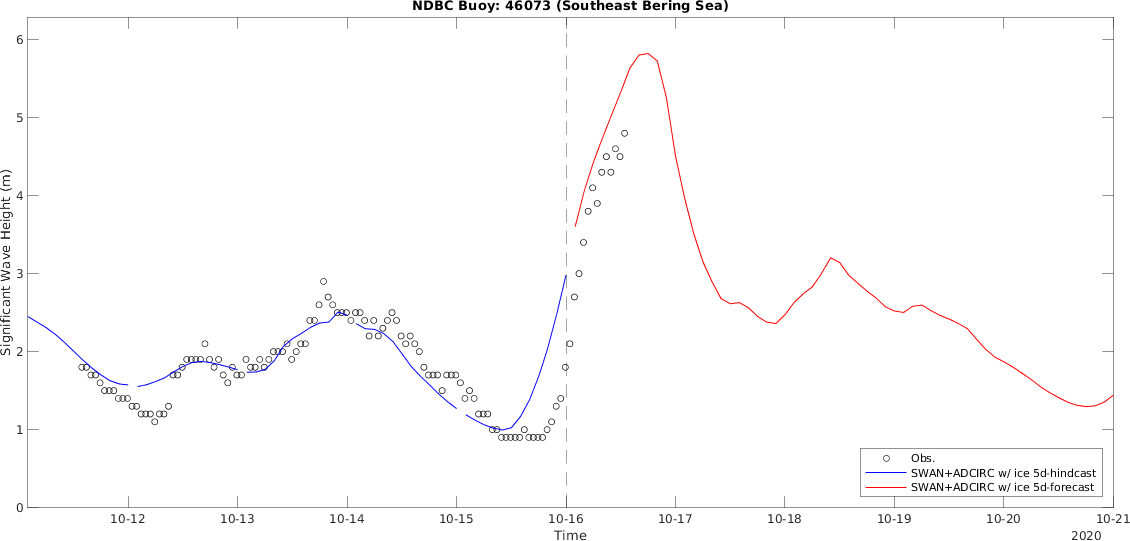 NDBC Buoy: 46073 (Southeast Bering Sea)
6
5
4
3
2
1
0
Significant Wave Height (m)
Obs.
SWAN+ADCIRC w/ ice 5d-hindcast
SWAN+ADCIRC w/ ice 5d-forecast
10-12 10-13 10-14 10-15 10-16 10-17 10-18 10-19 10-20 10-21
Time
2020